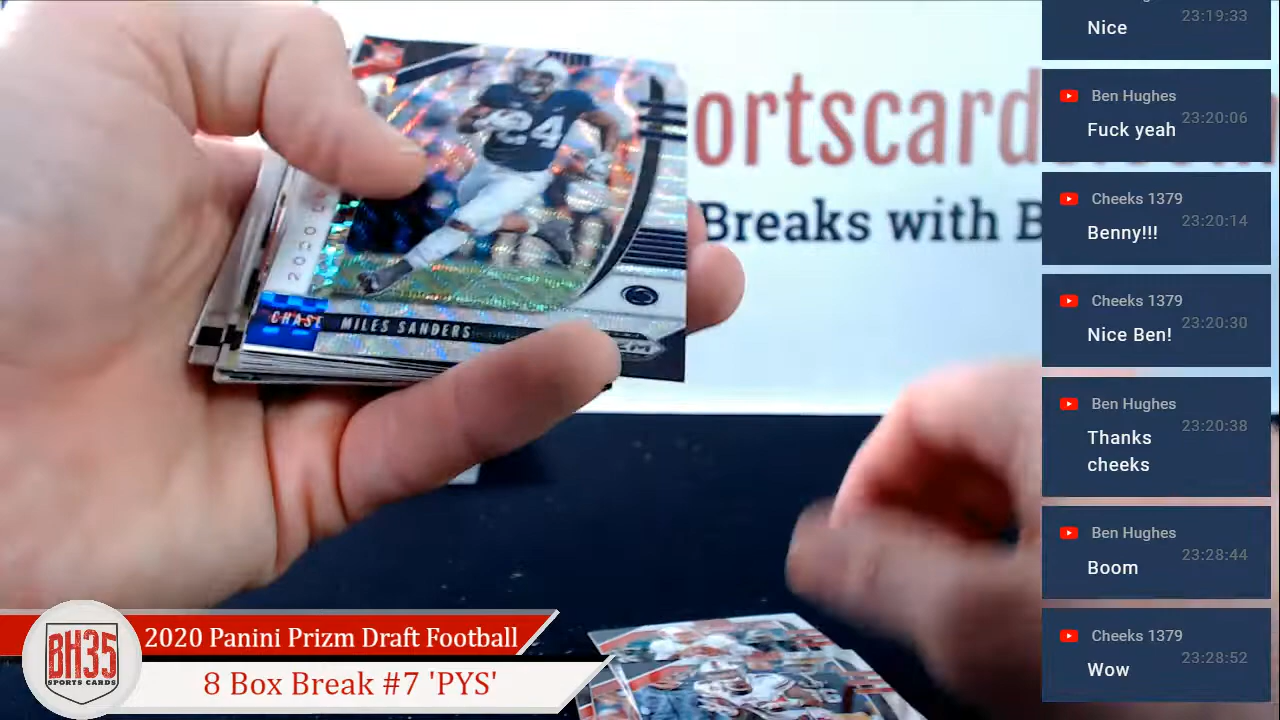 24
2030
CHASE MILES SANDERS
ortscard
Breaks with B
23:19:33
Nice
Ben Hughes
23:20:06
Fuck yeah
Cheeks 1379
23:20:14
Benny!!!
Cheeks 1379
23:20:30
Nice Ben!
Ben Hughes
23:20:38
Thanks
cheeks
Ben Hughes
23:28:44
Boom
Cheeks 1379
23:28:52
Wow
BH35
SPORTS CARDS
2020 Panini Prizm Draft Football
8 Box Break #7 'PYS'